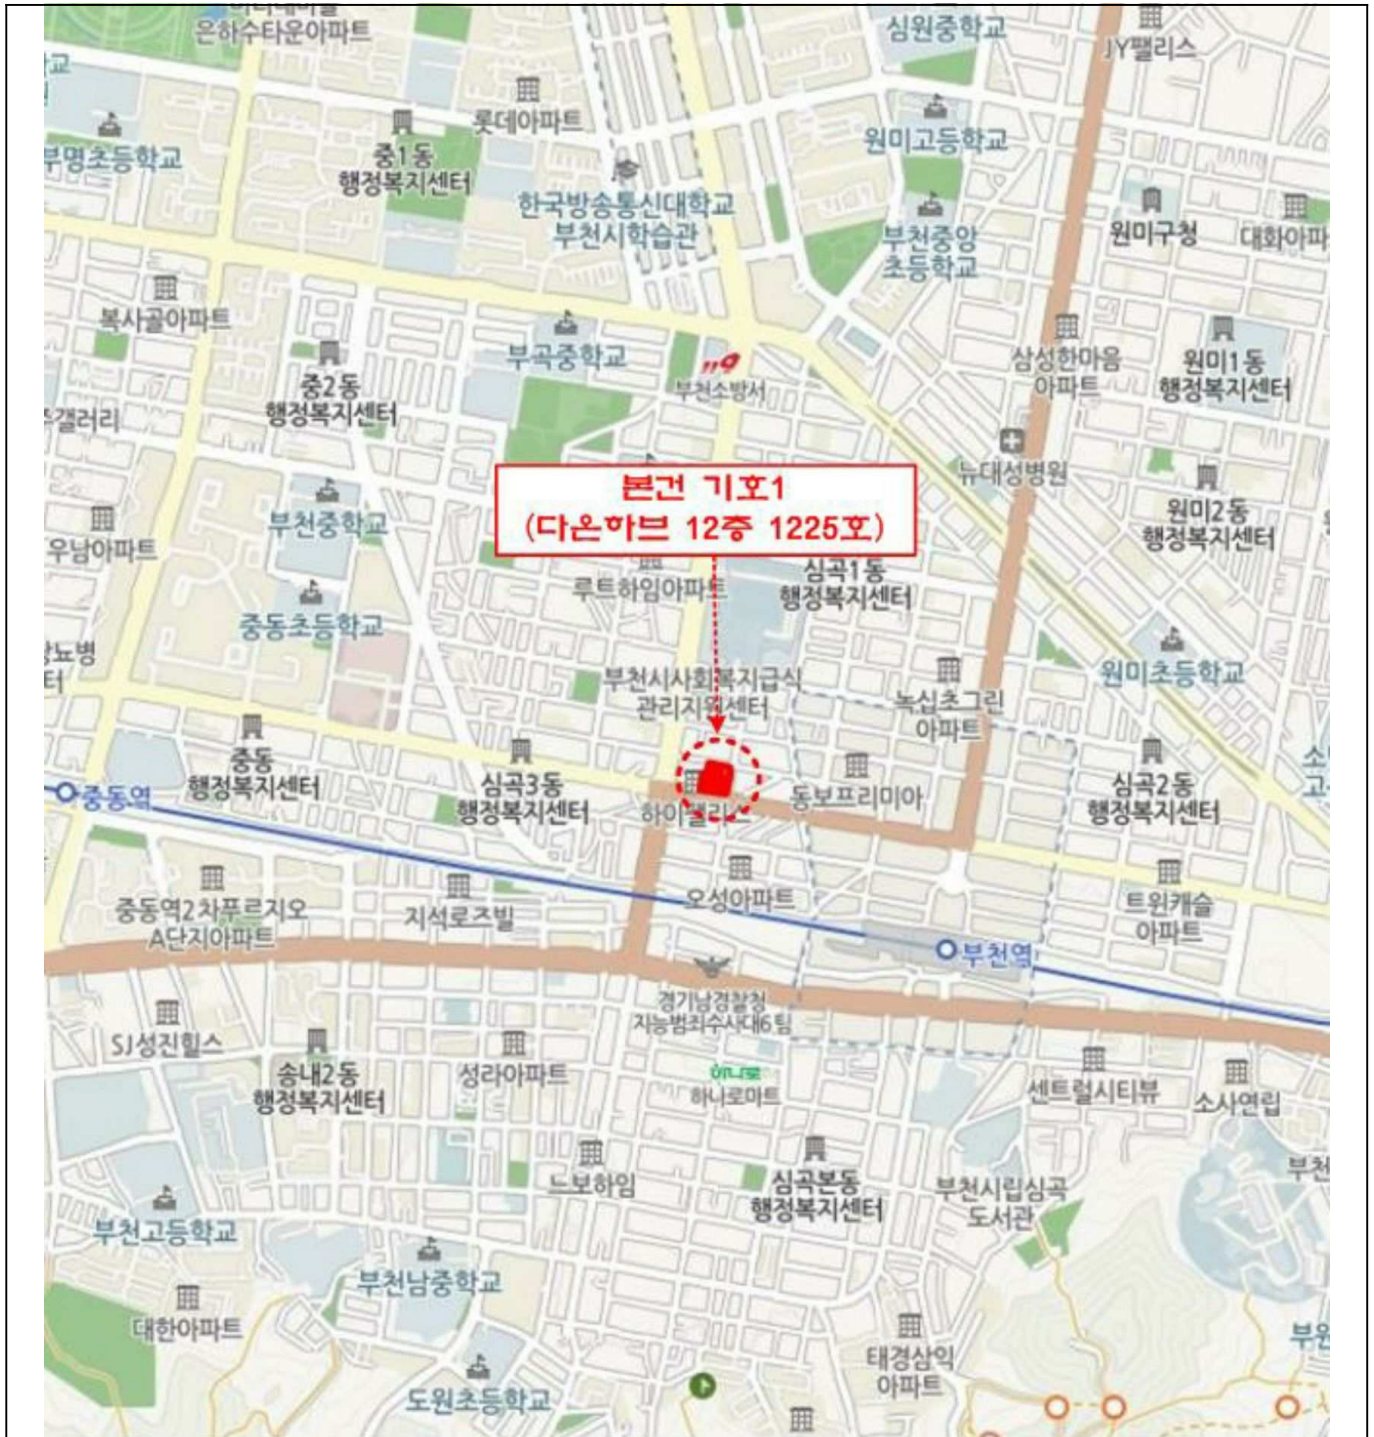 은하수타운아파트
심원중학교
JY팰리스
롯데아파트
원미고등학교
부명초등학교
중1동
행정복지센터
한국방송통신대학교
부천시학습관
부천중앙
초등학교
원미구청
대화아파
복사골아파트
부곡중학교
119
부천소방서
삼성한마음
아파트
원미1동
행정복지센터
중2동
행정복지센터
갤러리
뉴대성병원
본건 기호1
(다온하브 12층 1225호)
부천중학교
우남아파트
원미2동
행정복지센터
루트하임아파트
심곡1동
행정복지센터
중동초등학교
원미초등학교
부천시사회복지급식
관리지원센터
녹십초그린
아파트
중동
행정복지센터
심곡3동
행정복지센터
중동역
하이팰리스
동보프리미아
심곡2동
행정복지센터
오성아파트
중동역2차푸르지오
A단지아파트
지석로즈빌
트윈캐슬
아파트
부천역
경기남경찰청
지능범죄수사대6팀
SJ성진힐스
송내2동
행정복지센터
성라아파트
하나로
하나로마트
센트럴시티뷰
소사연립
느보하임
심곡본동
행정복지센터
부천시립심곡
도서관
부천
부천고등학교
부천남중학교
대한아파트
부원
태경삼익
아파트
도원초등학교